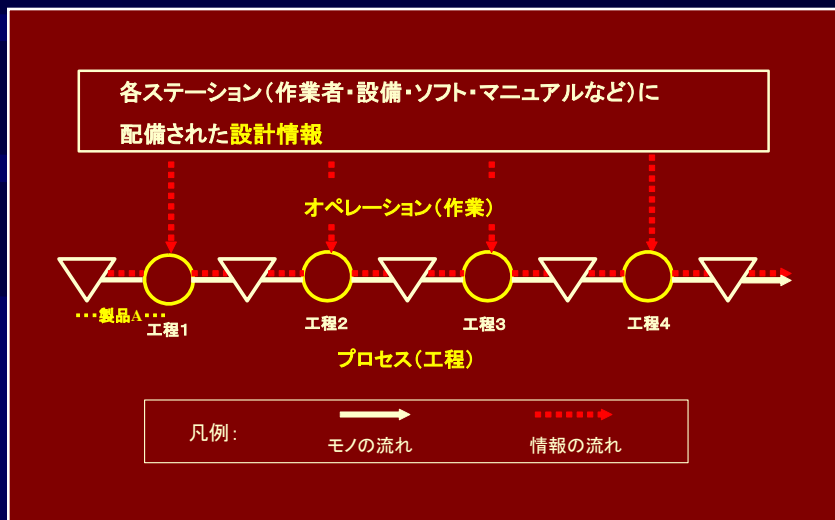 各ステーション(作業者・設備・ソフト・マニュアルなど)に
配備された設計情報
オペレーション(作業)
・・・製品A・・・
工程1
工程2
工程3
工程4
プロセス(工程)
凡例:
モノの流れ
情報の流れ